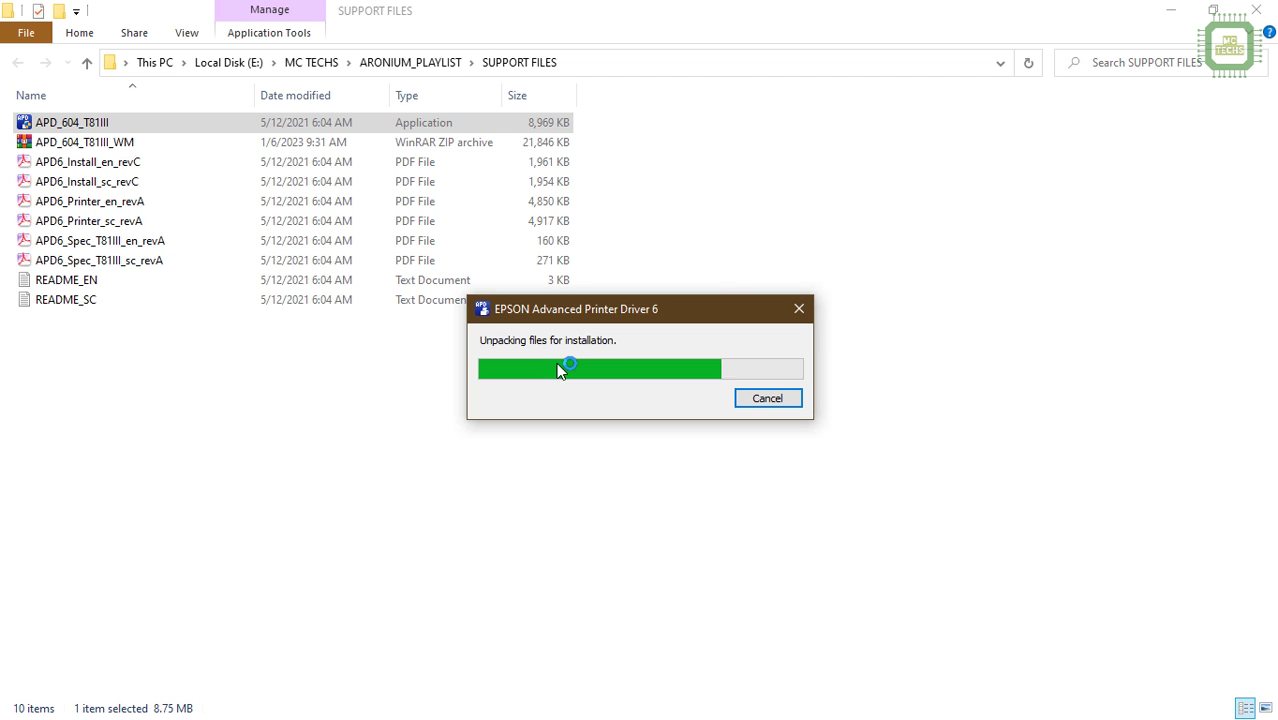 Manage
SUPPORT FILES
File
Home
Share
View
Application Tools
This PC > Local Disk (E:) > MC TECHS > ARONIUM_PLAYLIST > SUPPORT FILES
Search SUPPORT FILES
MC TECHS
Name Date modified Type Size
APD_604_T81III 5/12/2021 6:04 AM Application 8,969 KB
APD_604_T81III_WM 1/6/2023 9:31 AM WinRAR ZIP archive 21,846 KB
APD6_Install_en_revC 5/12/2021 6:04 AM PDF File 1,961 KB
APD6_Install_sc_revC 5/12/2021 6:04 AM PDF File 1,954 KB
APD6_Printer_en_revA 5/12/2021 6:04 AM PDF File 4,850 KB
APD6_Printer_sc_revA 5/12/2021 6:04 AM PDF File 4,917 KB
APD6_Spec_T81III_en_revA 5/12/2021 6:04 AM PDF File 160 KB
APD6_Spec_T81III_sc_revA 5/12/2021 6:04 AM PDF File 271 KB
README_EN 5/12/2021 6:04 AM Text Document 3 KB
README_SC 5/12/2021 6:04 AM Text Docume
APD EPSON Advanced Printer Driver 6
Unpacking files for installation.
Cancel
10 items 1 item selected 8.75 MB